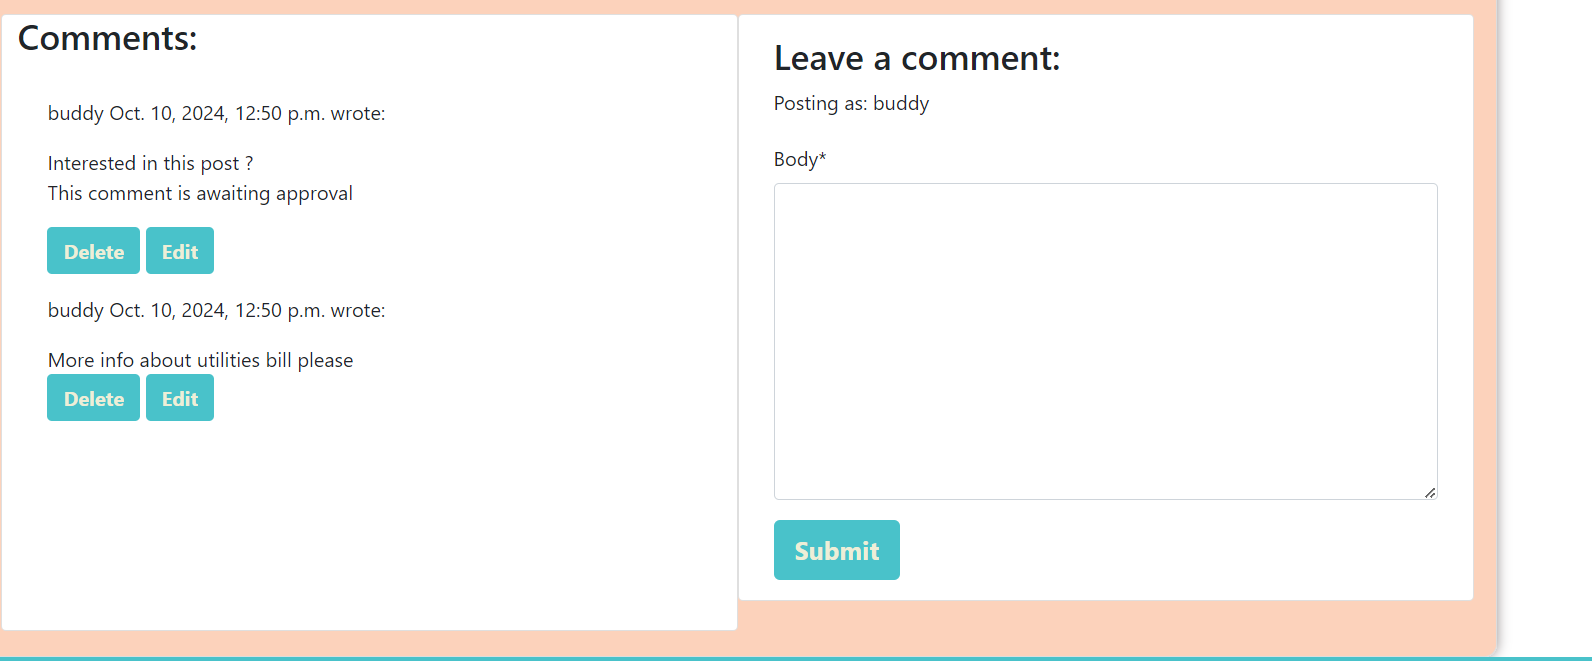 Comments:
buddy Oct. 10, 2024, 12:50 p.m. wrote:
Interested in this post ?
This comment is awaiting approval
Delete Edit
buddy Oct. 10, 2024, 12:50 p.m. wrote:
More info about utilities bill please
Delete Edit
Leave a comment:
Posting as: buddy
Body*
Submit